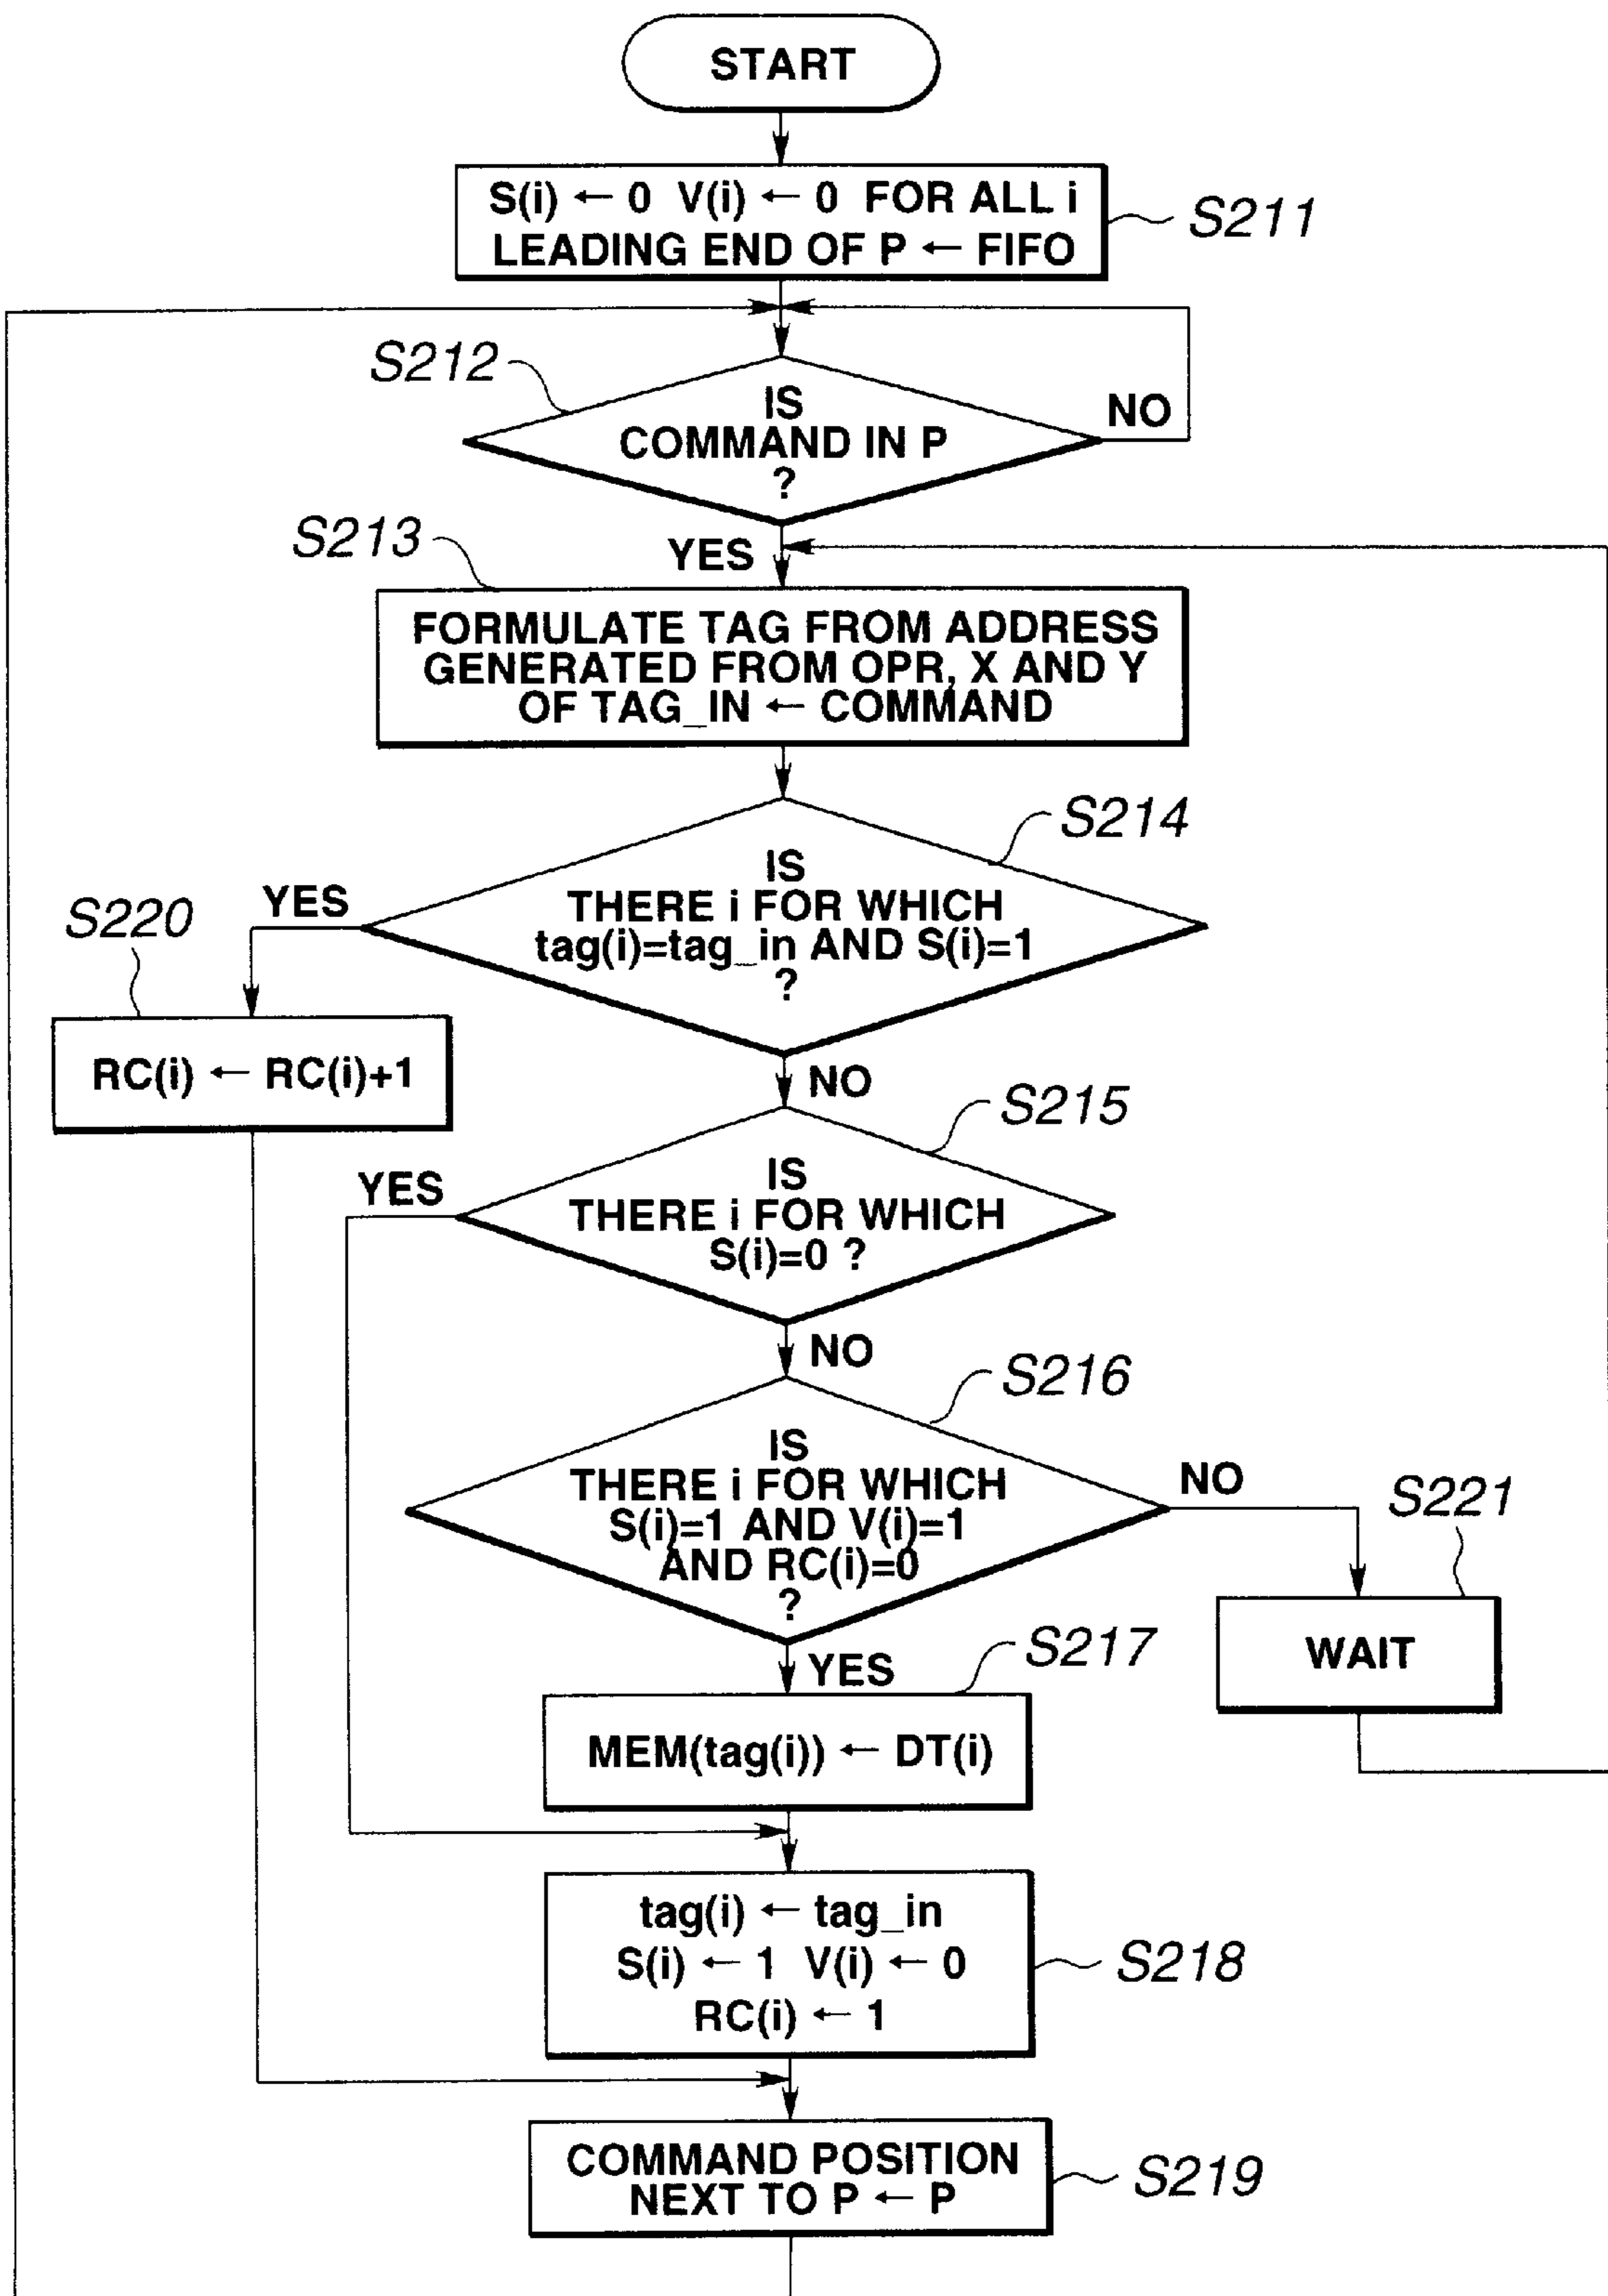 START
S(i) ← 0 V(i) ← 0 FOR ALL i
LEADING END OF P ← FIFO
S211
S212
IS
COMMAND IN P
?
NO
S213
YES
FORMULATE TAG FROM ADDRESS
GENERATED FROM OPR, X AND Y
OF TAG_IN ← COMMAND
S214
IS
THERE i FOR WHICH
tag(i)=tag_in AND S(i)=1
?
YES
S220
RC(i) ← RC(i)+1
NO
S215
IS
THERE i FOR WHICH
S(i)=0 ?
YES
NO
S216
IS
THERE i FOR WHICH
S(i)=1 AND V(i)=1
AND RC(i)=0
?
NO
S221
WAIT
YES
S217
MEM(tag(i)) ← DT(i)
tag(i) ← tag_in
S(i) ← 1 V(i) ← 0
RC(i) ← 1
S218
COMMAND POSITION
NEXT TO P ← P
S219